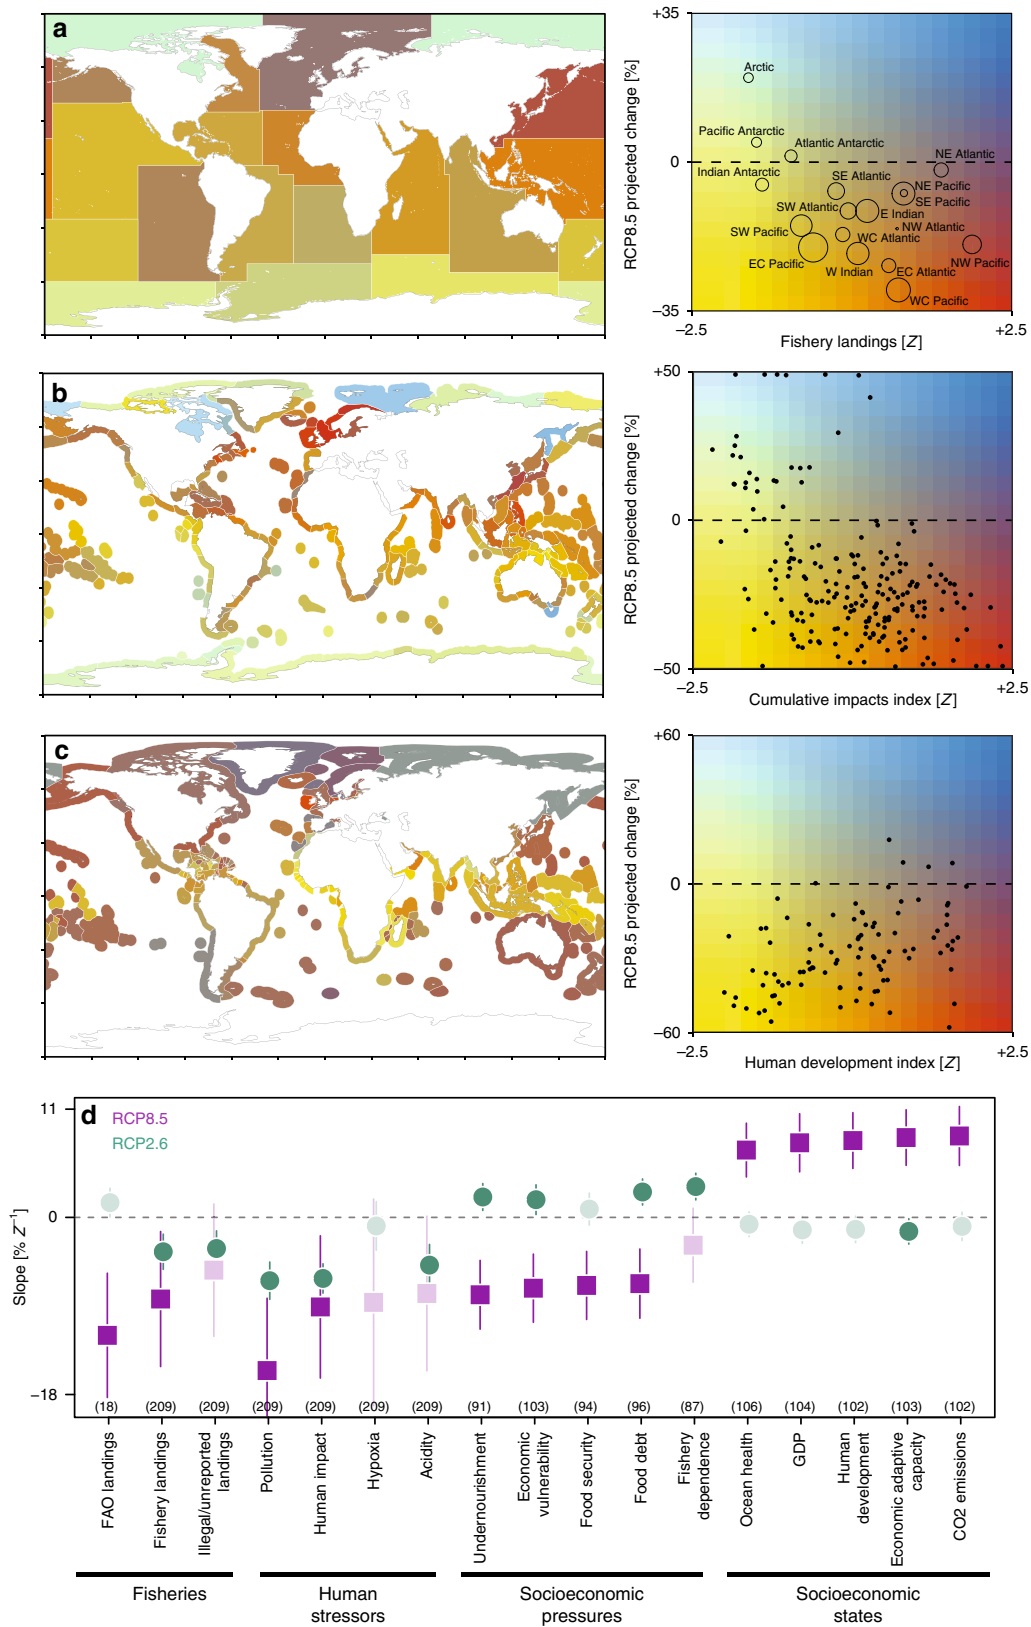 a
+35
0
−35
RCP8.5 projected change [%]
Arctic
Pacific Antarctic
Atlantic Antarctic
NE Atlantic
Indian Antarctic
SE Atlantic
NE Pacific
SE Pacific
SW Atlantic
E Indian
NW Atlantic
SW Pacific
WC Atlantic
NW Pacific
EC Pacific
W Indian
EC Atlantic
WC Pacific
−2.5
+2.5
Fishery landings [Z]
b
+50
0
−50
RCP8.5 projected change [%]
−2.5
+2.5
Cumulative impacts index [Z]
c
+60
0
−60
RCP8.5 projected change [%]
−2.5
+2.5
Human development index [Z]
d
RCP8.5
RCP2.6
11
0
−18
Slope [% Z⁻¹]
(18) (209) (209) (209) (209) (209) (209) (91) (103) (94) (96) (87) (106) (104) (102) (103) (102)
FAO landings
Fishery landings
Illegal/unreported
landings
Pollution
Human impact
Hypoxia
Acidity
Undernourishment
Economic
vulnerability
Food security
Food debt
Fishery
dependence
Ocean health
GDP
Human
development
Economic adaptive
capacity
CO2 emissions
Fisheries
Human
stressors
Socioeconomic
pressures
Socioeconomic
states